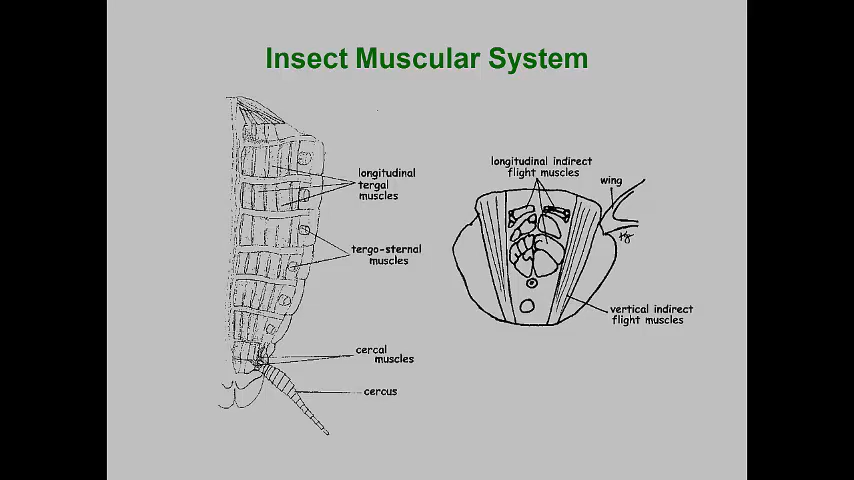 Insect Muscular System
longitudinal
tergal
muscles
tergo-sternal
muscles
cercal
muscles
cercus
longitudinal indirect
flight muscles
wing
vertical indirect
flight muscles